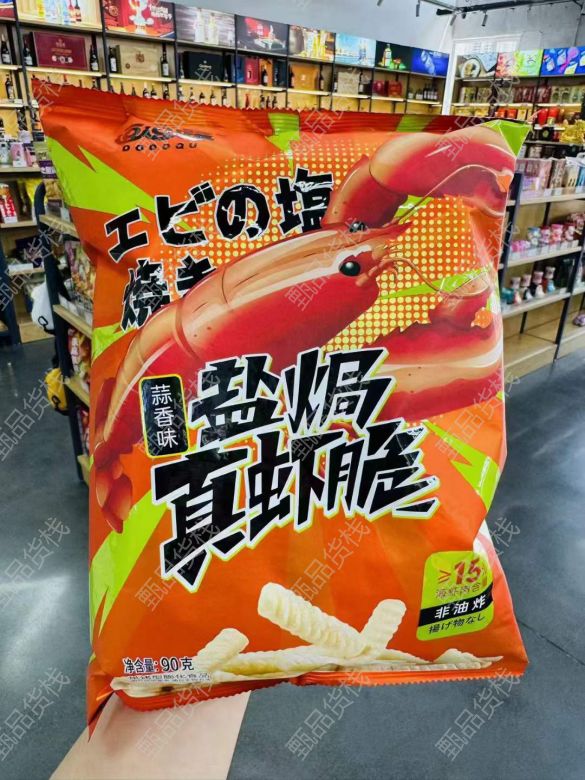 エビの塩
焼き
蒜香味
盐焗
真虾脆
≥15
非油炸
揚げ物なし
净含量: 90克
甄品货栈